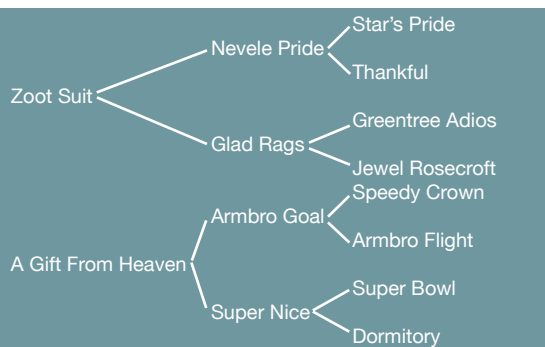 Star's Pride
Nevele Pride
Thankful
Zoot Suit
Greentree Adios
Glad Rags
Jewel Rosecroft
Speedy Crown
Armbro Goal
Armbro Flight
A Gift From Heaven
Super Bowl
Super Nice
Dormitory